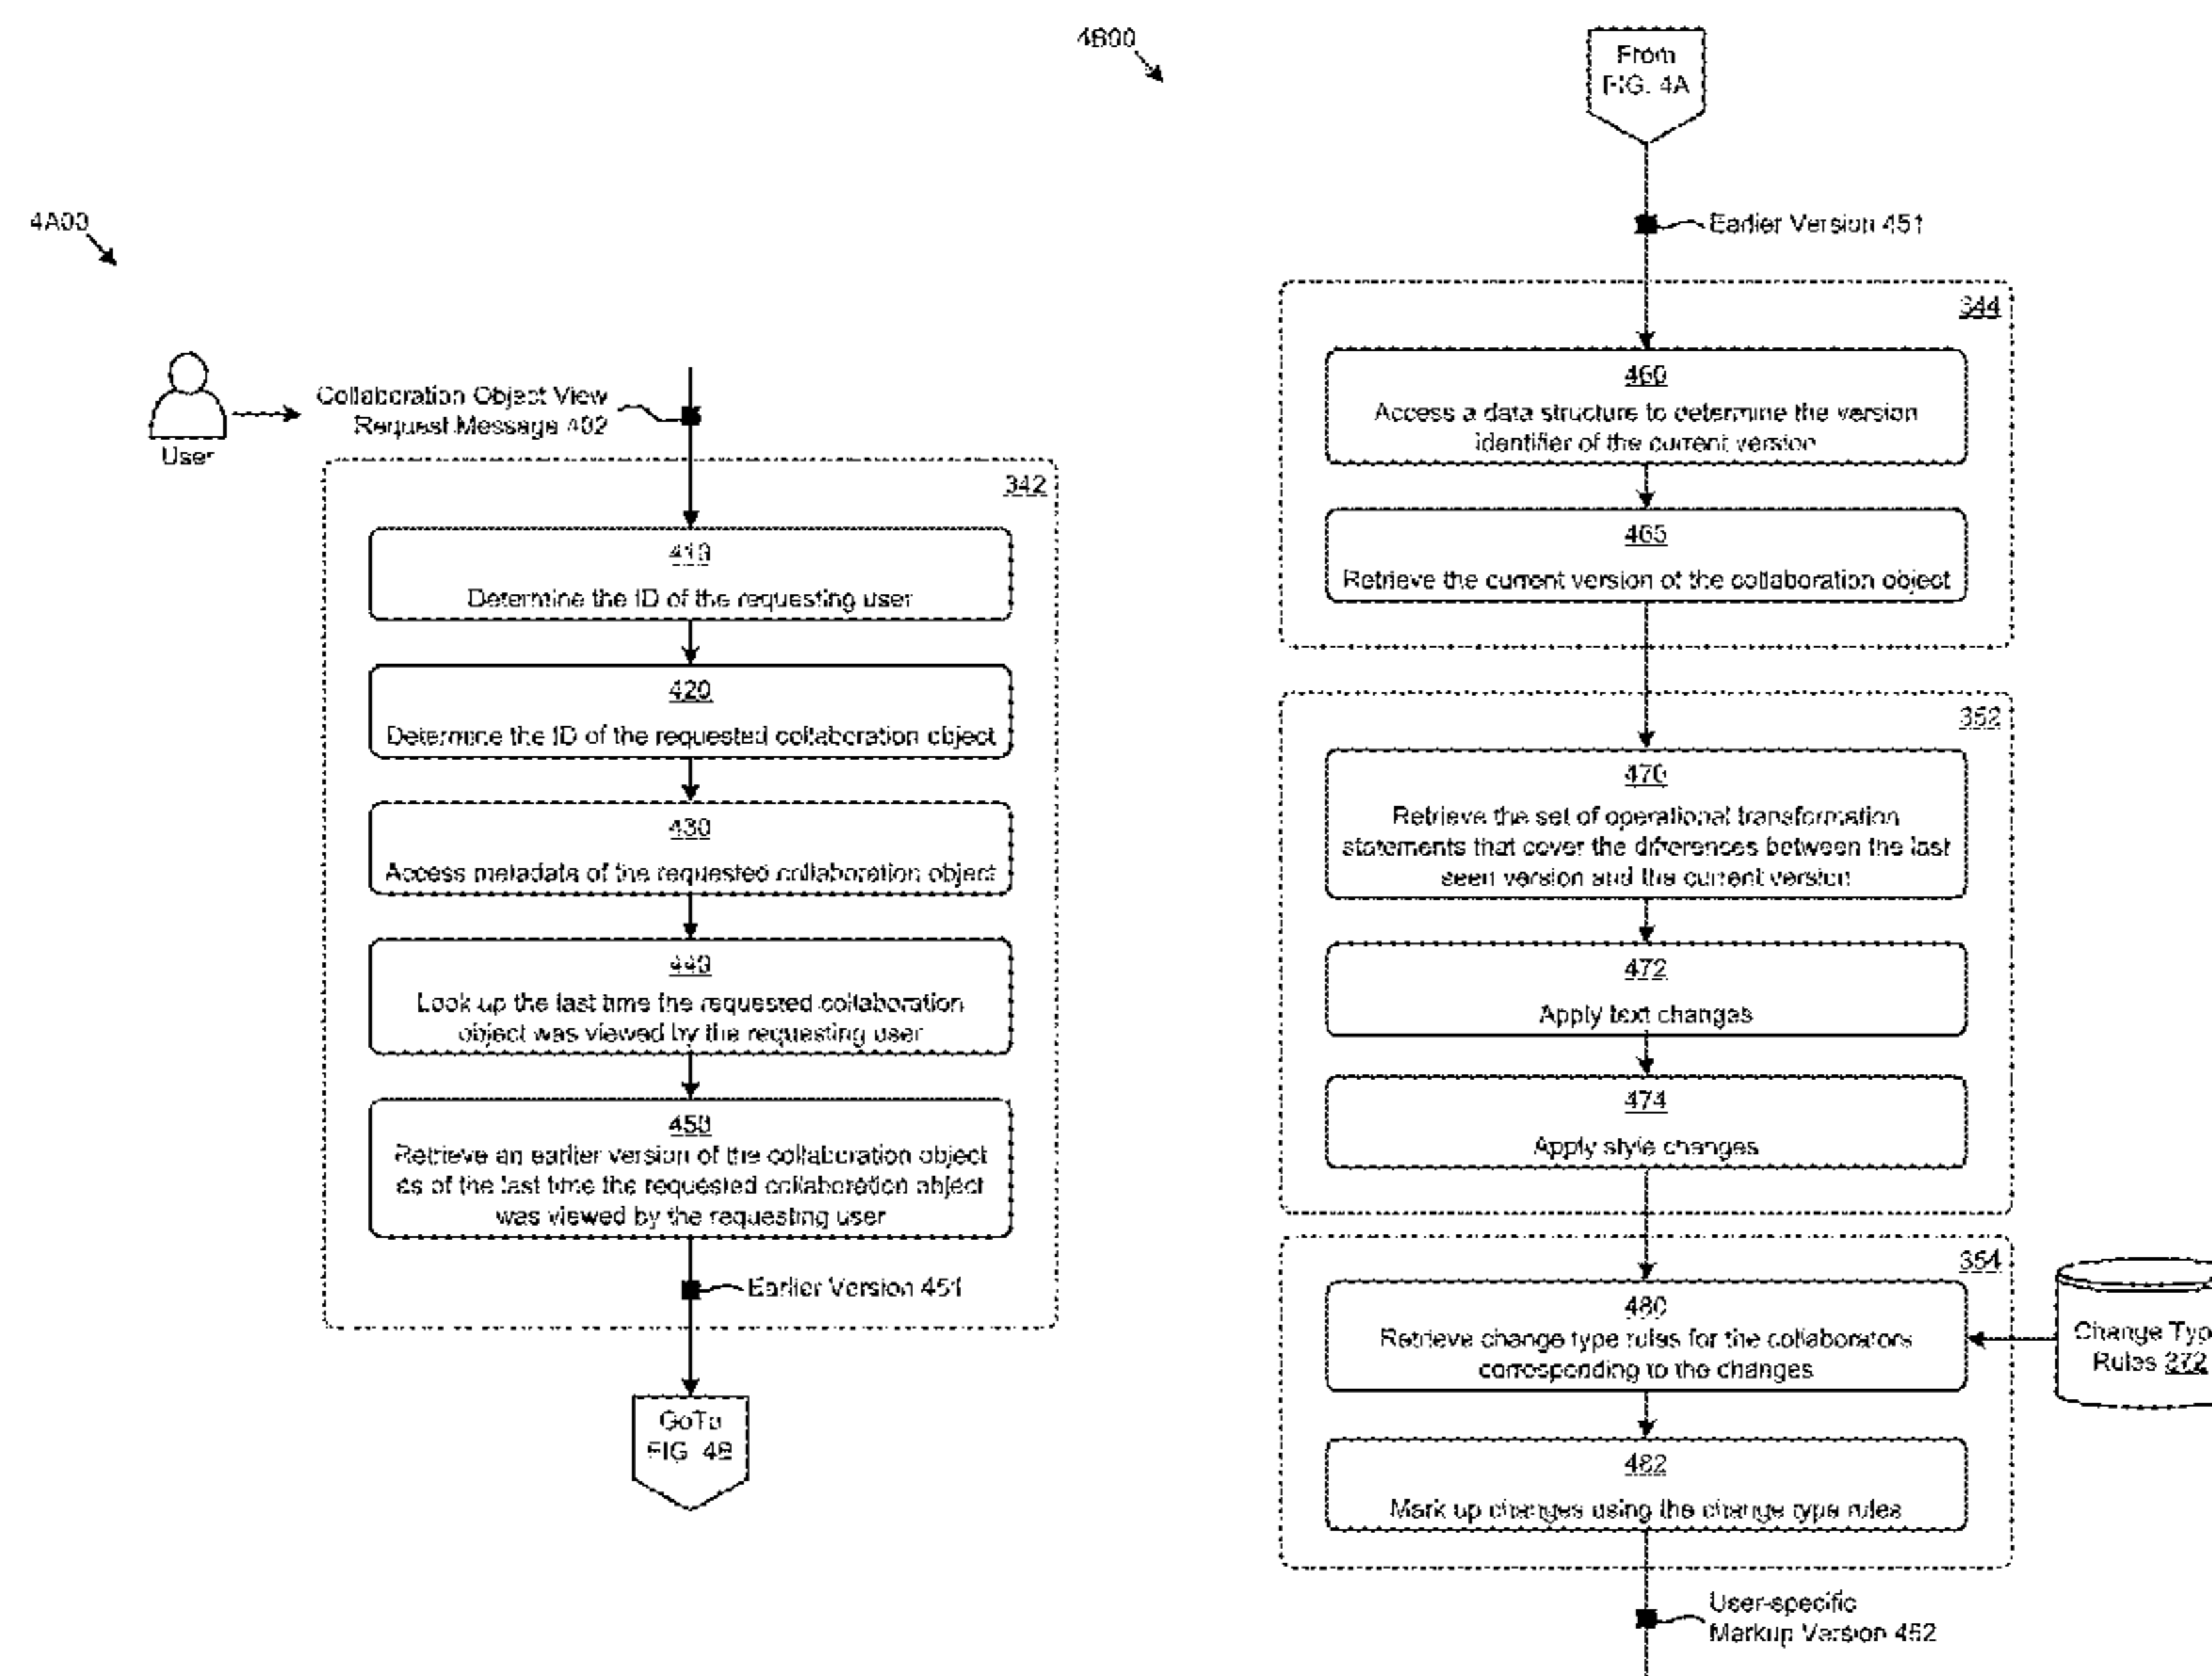 4A00
User
Collaboration Object View
Request Message 402
342
410
Determine the ID of the requesting user
420
Determine the ID of the requested collaboration object
430
Access metadata of the requested collaboration object
440
Look up the last time the requested collaboration
object was viewed by the requesting user
450
Retrieve an earlier version of the collaboration object
as of the last time the requested collaboration object
was viewed by the requesting user
Earlier Version 451
GoTo
FIG. 4B
4B00
From
FIG. 4A
Earlier Version 451
344
460
Access a data structure to determine the version
identifier of the current version
465
Retrieve the current version of the collaboration object
352
470
Retrieve the set of operational transformation
statements that cover the differences between the last
seen version and the current version
472
Apply text changes
474
Apply style changes
354
480
Retrieve change type rules for the collaborators
corresponding to the changes
Change Typ
Rules 372
482
Mark up changes using the change type rules
User-specific
Markup Version 452